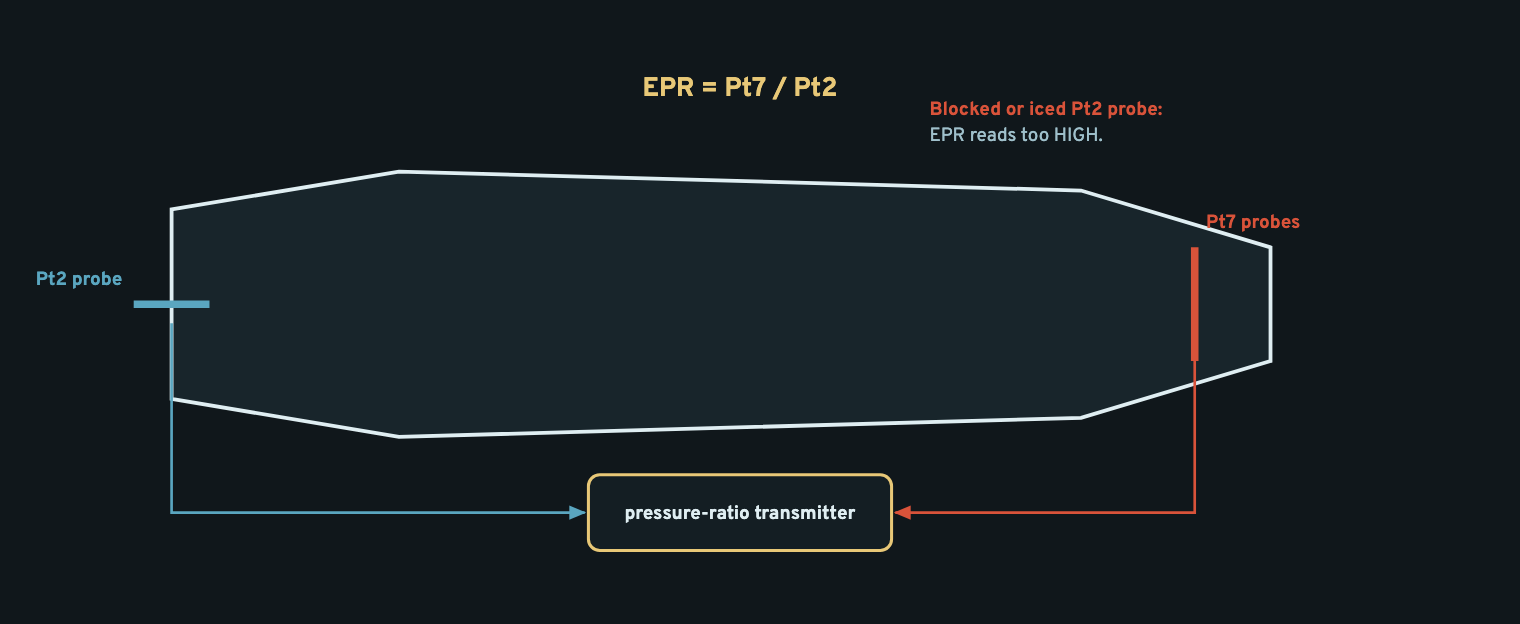 EPR = Pt7 / Pt2
Blocked or iced Pt2 probe:
EPR reads too HIGH.
Pt7 probes
Pt2 probe
pressure-ratio transmitter